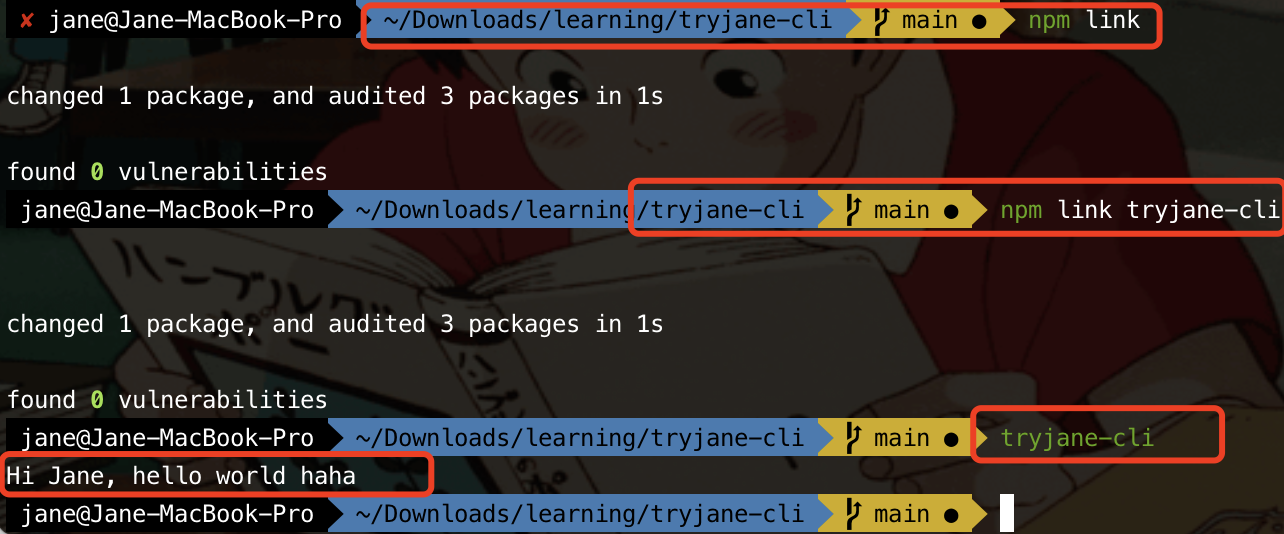 ✘ jane@Jane-MacBook-Pro ~/Downloads/learning/tryjane-cli main ● npm link
changed 1 package, and audited 3 packages in 1s
found 0 vulnerabilities
jane@Jane-MacBook-Pro ~/Downloads/learning/tryjane-cli main ● npm link tryjane-cli
changed 1 package, and audited 3 packages in 1s
found 0 vulnerabilities
jane@Jane-MacBook-Pro ~/Downloads/learning/tryjane-cli main ● tryjane-cli
Hi Jane, hello world haha
jane@Jane-MacBook-Pro ~/Downloads/learning/tryjane-cli main ●